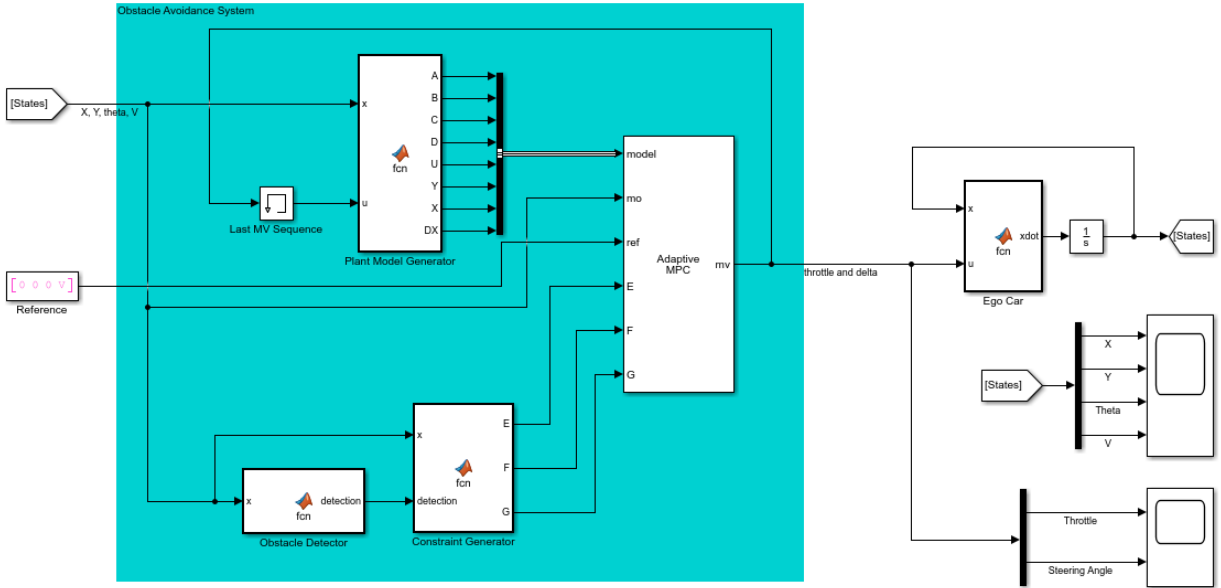 Obstacle Avoidance System
[States]
X, Y, theta, V
x
u
fcn
A
B
C
D
U
Y
X
DX
Plant Model Generator
Last MV Sequence
[0 0 0 V]
Reference
model
mo
ref
E
F
G
Adaptive
MPC
mv
throttle and delta
x
u
fcn
xdot
Ego Car
1
s
[States]
[States]
X
Y
Theta
V
x
detection
fcn
Obstacle Detector
x
detection
fcn
E
F
G
Constraint Generator
Throttle
Steering Angle